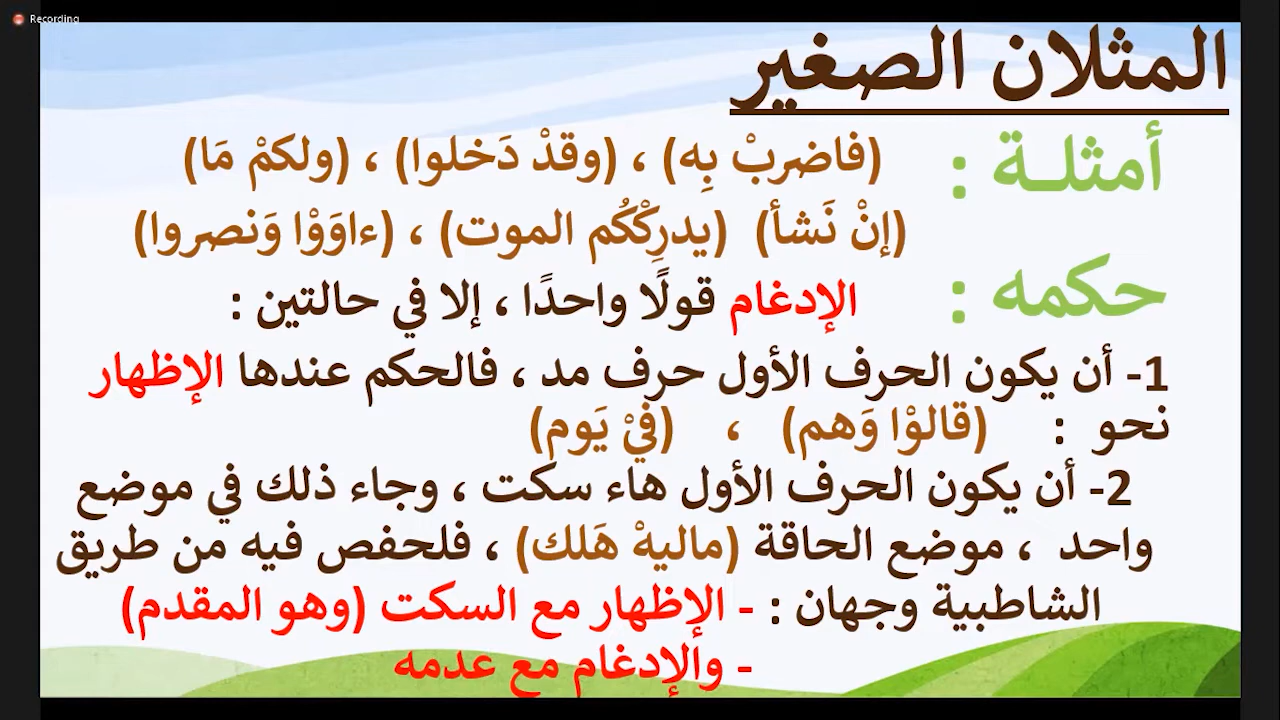 Recording
المثلان الصغير
أمثلـة : (فاضربْ بِه) ، (وقدْ دَخلوا) ، (ولكمْ مَا)
(إنْ نَشأ) (يدرِكْكُم الموت) ، (ءاوَوْا وَنصروا)
حكمه : الإدغام قولًا واحدًا ، إلا في حالتين :
1- أن يكون الحرف الأول حرف مد ، فالحكم عندها الإظهار
نحو : (قالوْا وَهم) ، (فيْ يَوم)
2- أن يكون الحرف الأول هاء سكت ، وجاء ذلك في موضع
واحد ، موضع الحاقة (ماليهْ هَلك) ، فلحفص فيه من طريق
الشاطبية وجهان : - الإظهار مع السكت (وهو المقدم)
- والإدغام مع عدمه